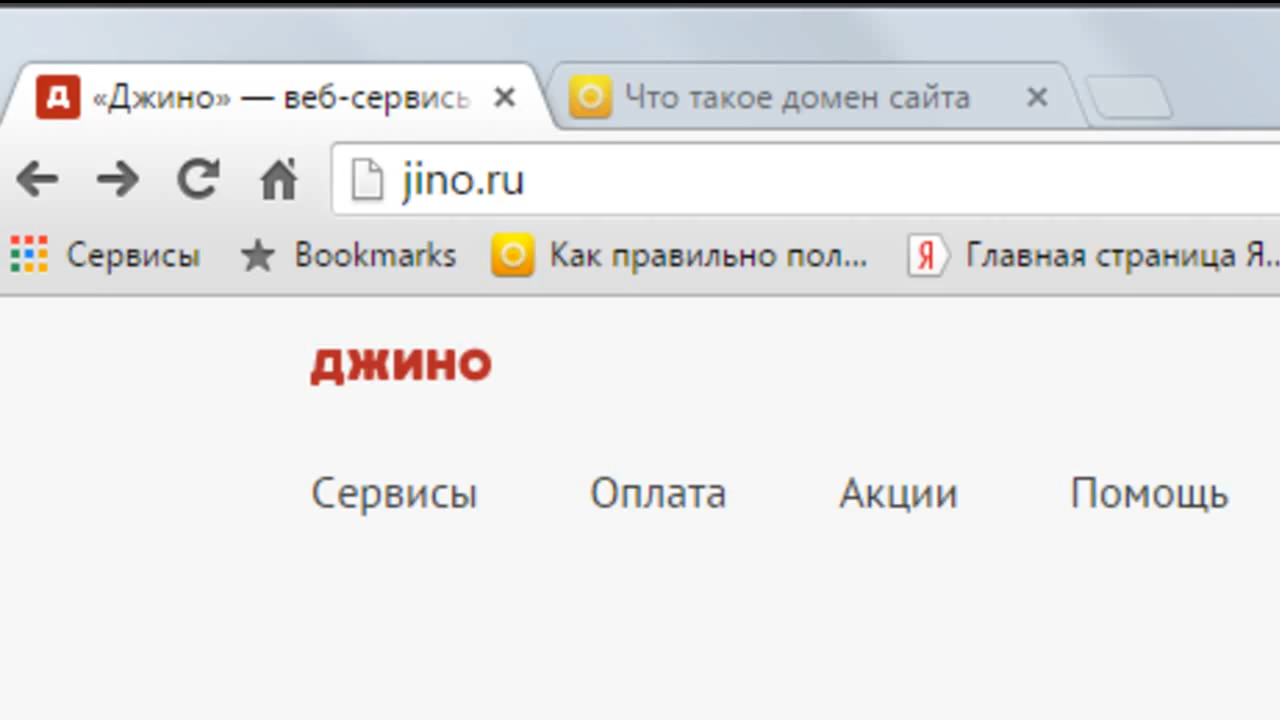 Д «Джино» — веб-сервисы Что такое домен сайта
jino.ru
Сервисы Bookmarks Как правильно пол... Я Главная страница Я...
джино
Сервисы Оплата Акции Помощь